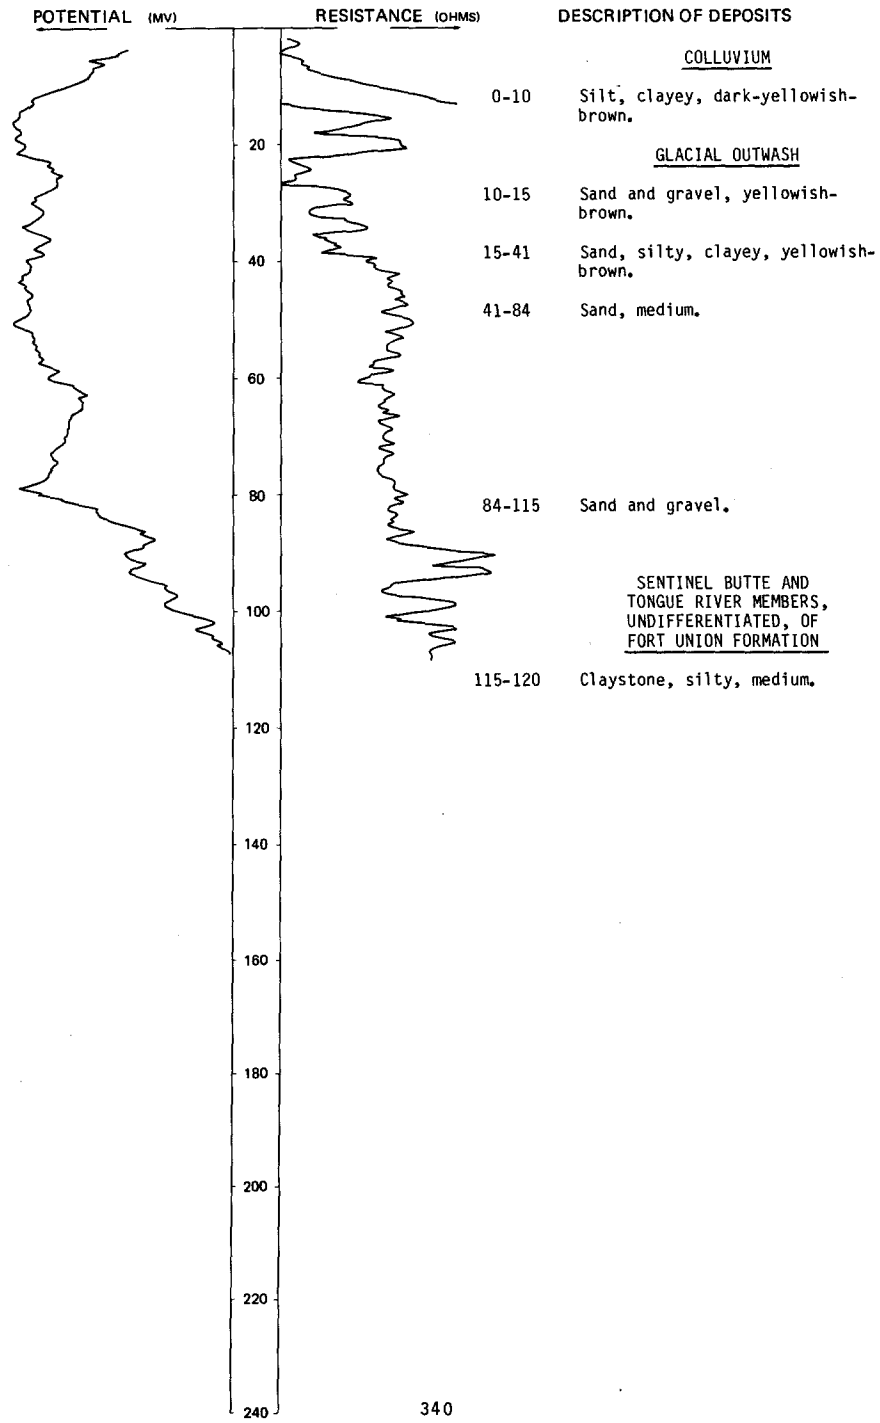 POTENTIAL (MV) RESISTANCE (OHMS) DESCRIPTION OF DEPOSITS
COLLUVIUM
0-10 Silt, clayey, dark-yellowish-
brown.
20
GLACIAL OUTWASH
10-15 Sand and gravel, yellowish-
brown.
15-41 Sand, silty, clayey, yellowish-
brown.
40
41-84 Sand, medium.
60
80
84-115 Sand and gravel.
SENTINEL BUTTE AND
TONGUE RIVER MEMBERS,
100
UNDIFFERENTIATED, OF
FORT UNION FORMATION
115-120 Claystone, silty, medium.
120
140
160
180
200
220
240
340